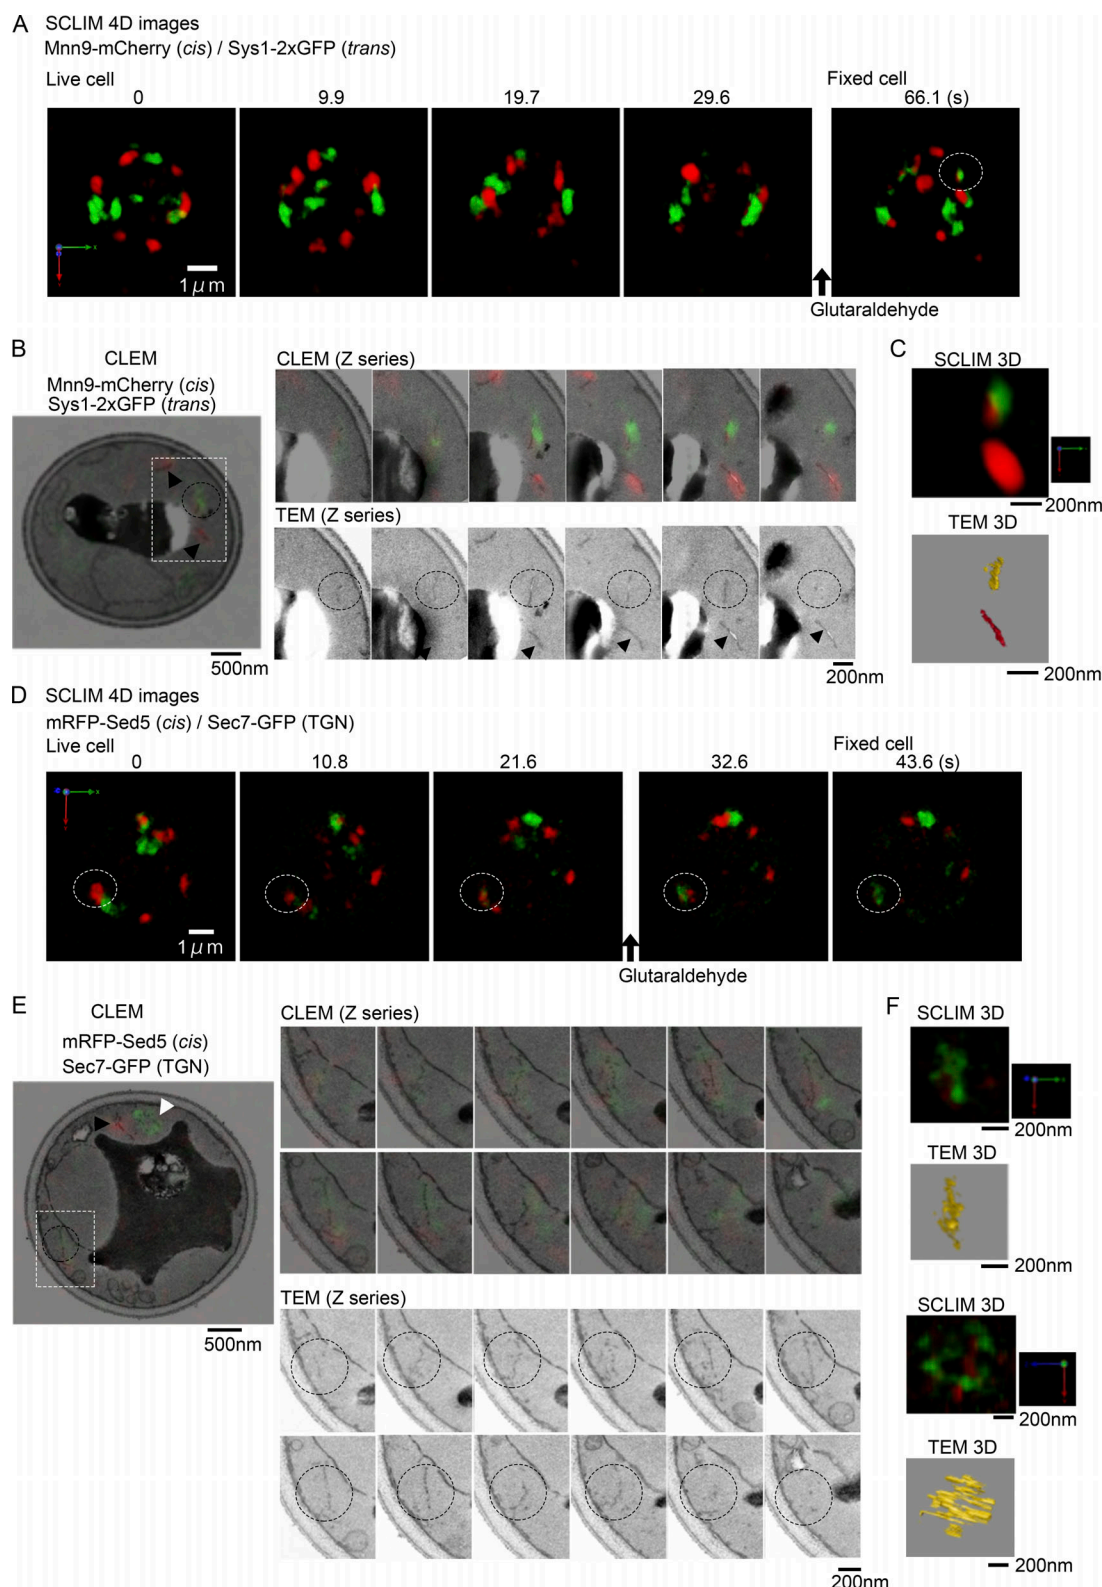 A SCLIM 4D images
Mnn9-mCherry (cis) / Sys1-2xGFP (trans)
Live cell Fixed cell
0 9.9 19.7 29.6 66.1 (s)
1μm
Glutaraldehyde
B CLEM
Mnn9-mCherry (cis)
Sys1-2xGFP (trans)
500nm
CLEM (Z series)
TEM (Z series)
200nm
C SCLIM 3D
200nm
TEM 3D
200nm
D SCLIM 4D images
mRFP-Sed5 (cis) / Sec7-GFP (TGN)
Live cell Fixed cell
0 10.8 21.6 32.6 43.6 (s)
1μm
Glutaraldehyde
E CLEM
mRFP-Sed5 (cis)
Sec7-GFP (TGN)
500nm
CLEM (Z series)
TEM (Z series)
200nm
F SCLIM 3D
200nm
TEM 3D
200nm
SCLIM 3D
200nm
TEM 3D
200nm